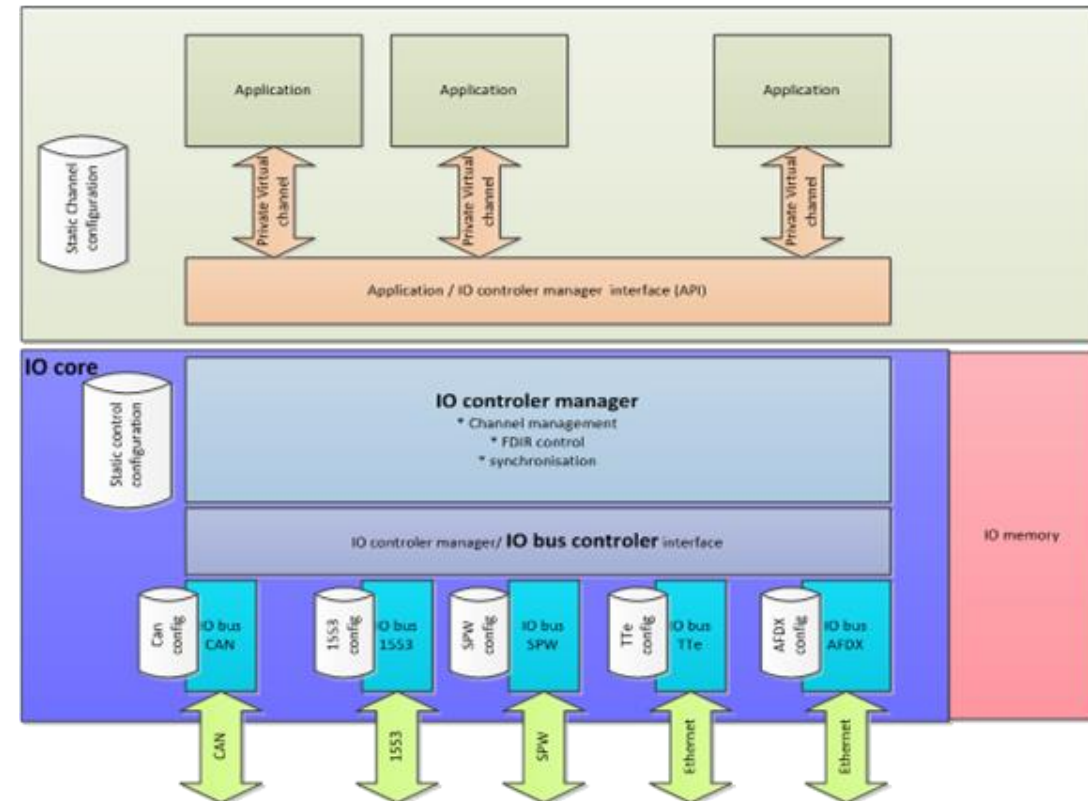 Application
Application
Application
Static Channel
configuration
Private Virtual
channel
Private Virtual
channel
Private Virtual
channel
Application / IO controler manager interface (API)
IO core
Static control
configuration
IO controler manager
* Channel management
* FDIR control
* synchronisation
IO memory
IO controler manager/ IO bus controler interface
Can
config
IO bus
CAN
1553
config
IO bus
1553
SPW
config
IO bus
SPW
TTe
config
IO bus
TTe
AFDX
config
IO bus
AFDX
CAN
1553
SPW
Ethernet
Ethernet